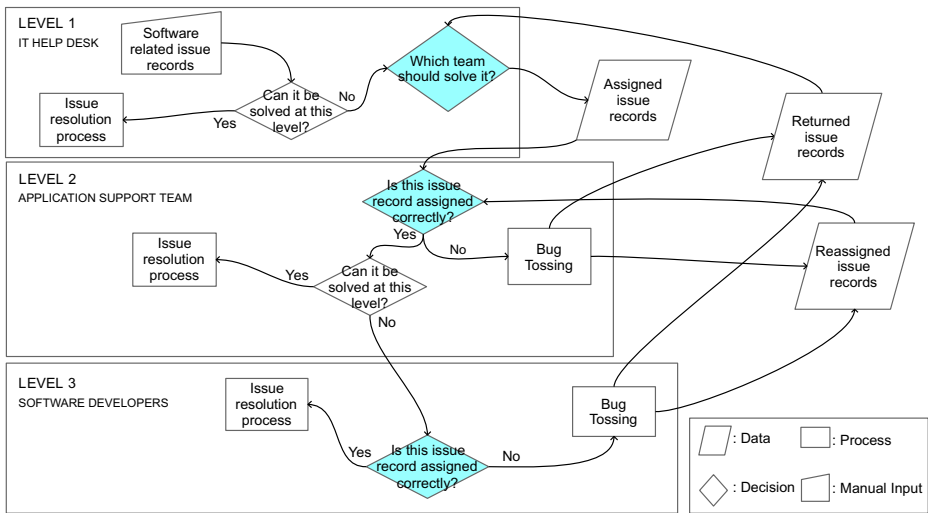 LEVEL 1
IT HELP DESK
Software
related issue
records
Can it be
solved at this
level?
Yes
No
Issue
resolution
process
Which team
should solve it?
Assigned
issue
records
Returned
issue
records
LEVEL 2
APPLICATION SUPPORT TEAM
Is this issue
record assigned
correctly?
Yes
No
Bug
Tossing
Reassigned
issue
records
Issue
resolution
process
Yes
Can it be
solved at this
level?
No
LEVEL 3
SOFTWARE DEVELOPERS
Issue
resolution
process
Yes
Is this issue
record assigned
correctly?
No
Bug
Tossing
: Data
: Process
: Decision
: Manual Input